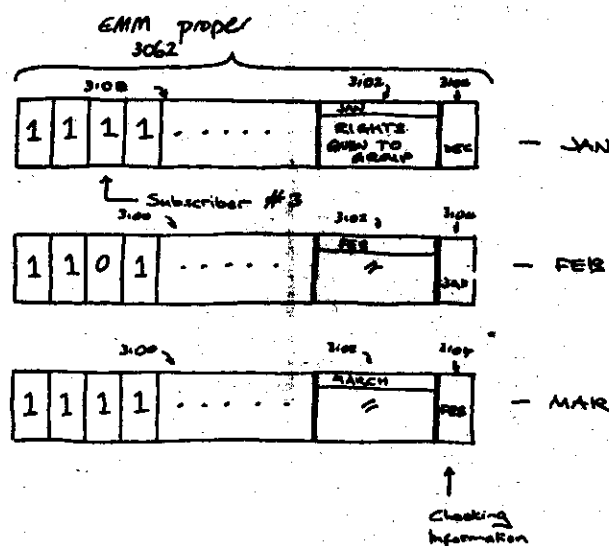 EMM proper
3062
3100 3102 3104
1 1 1 1 ..... JAN DEC - JAN
RIGHTS
GIVEN TO
GROUP
Subscriber #3
3100 3102 3104
1 1 0 1 ..... FEB JAN - FEB
"
3100 3102 3104
1 1 1 1 ..... MARCH FEB - MAR
"
Checking
Information